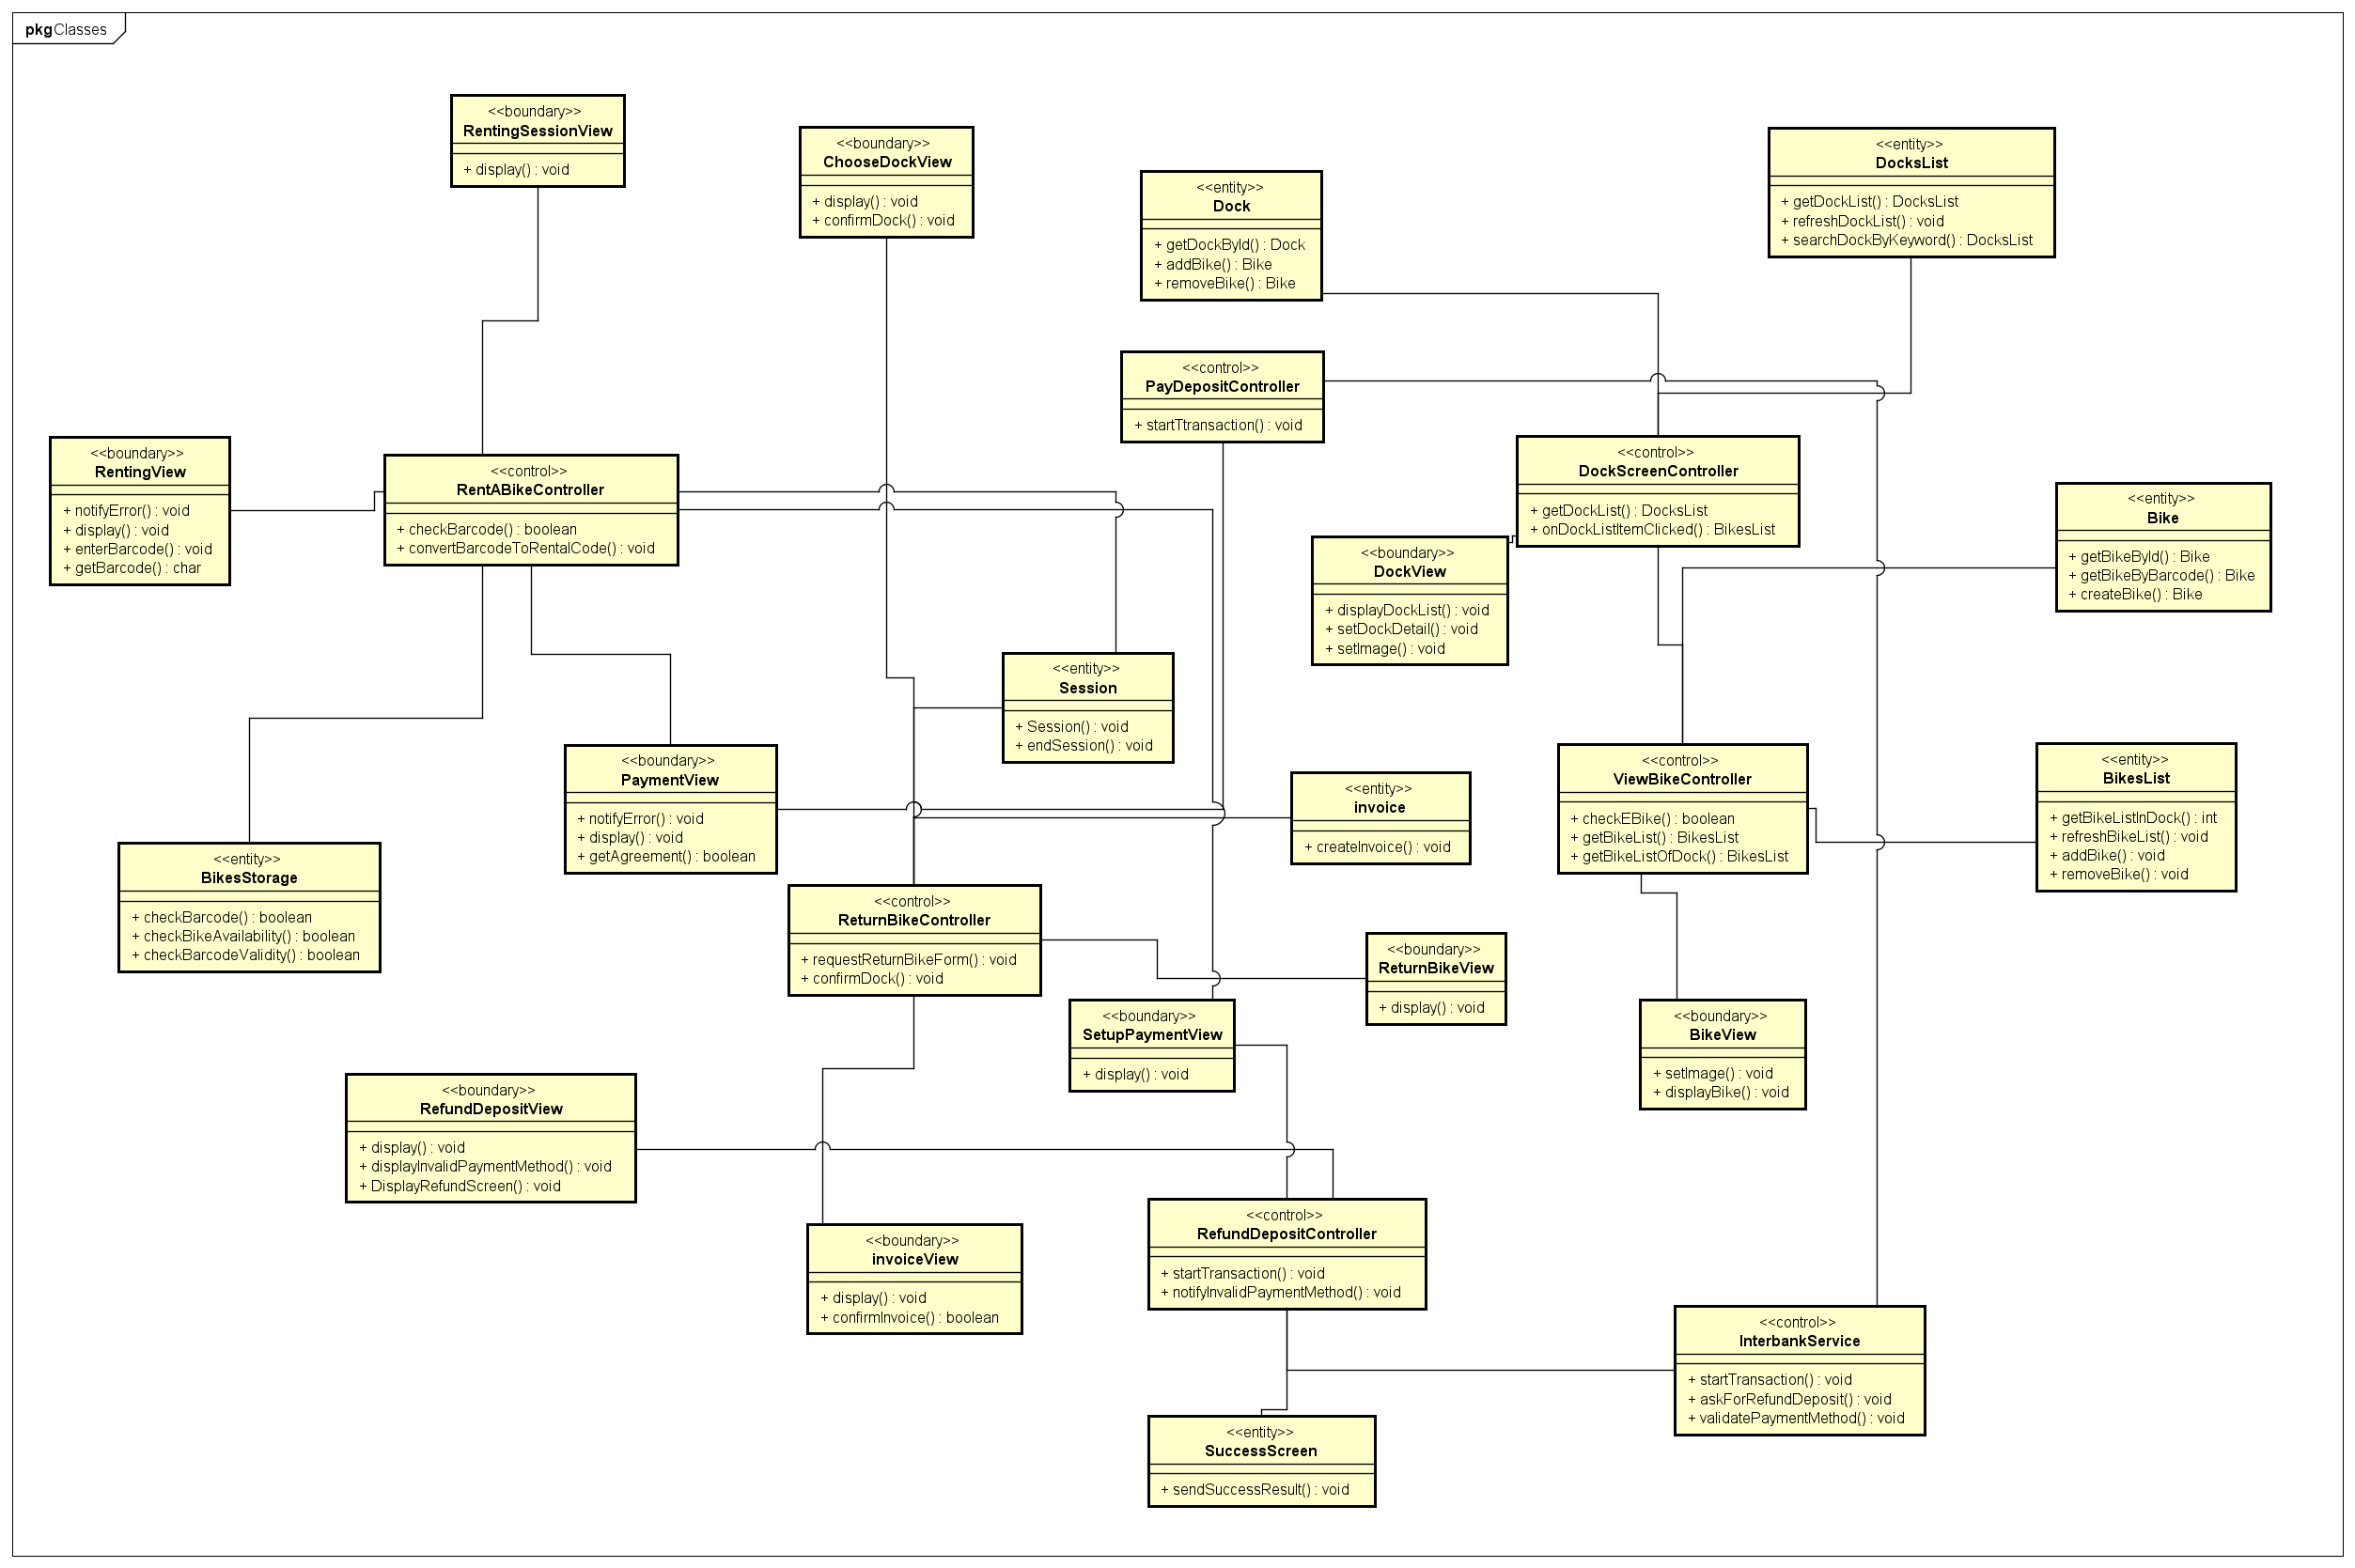 pkgClasses
<<boundary>>
RentingSessionView
+ display() : void
<<boundary>>
ChooseDockView
+ display() : void
+ confirmDock() : void
<<entity>>
Dock
+ getDockById() : Dock
+ addBike() : Bike
+ removeBike() : Bike
<<entity>>
DocksList
+ getDockList() : DocksList
+ refreshDockList() : void
+ searchDockByKeyword() : DocksList
<<control>>
PayDepositController
+ startTtransaction() : void
<<boundary>>
RentingView
+ notifyError() : void
+ display() : void
+ enterBarcode() : void
+ getBarcode() : char
<<control>>
RentABikeController
+ checkBarcode() : boolean
+ convertBarcodeToRentalCode() : void
<<control>>
DockScreenController
+ getDockList() : DocksList
+ onDockListItemClicked() : BikesList
<<entity>>
Bike
+ getBikeById() : Bike
+ getBikeByBarcode() : Bike
+ createBike() : Bike
<<boundary>>
DockView
+ displayDockList() : void
+ setDockDetail() : void
+ setImage() : void
<<entity>>
Session
+ Session() : void
+ endSession() : void
<<boundary>>
PaymentView
+ notifyError() : void
+ display() : void
+ getAgreement() : boolean
<<entity>>
invoice
+ createInvoice() : void
<<control>>
ViewBikeController
+ checkEBike() : boolean
+ getBikeList() : BikesList
+ getBikeListOfDock() : BikesList
<<entity>>
BikesList
+ getBikeListInDock() : int
+ refreshBikeList() : void
+ addBike() : void
+ removeBike() : void
<<entity>>
BikesStorage
+ checkBarcode() : boolean
+ checkBikeAvailability() : boolean
+ checkBarcodeValidity() : boolean
<<control>>
ReturnBikeController
+ requestReturnBikeForm() : void
+ confirmDock() : void
<<boundary>>
ReturnBikeView
+ display() : void
<<boundary>>
SetupPaymentView
+ display() : void
<<boundary>>
BikeView
+ setImage() : void
+ displayBike() : void
<<boundary>>
RefundDepositView
+ display() : void
+ displayInvalidPaymentMethod() : void
+ DisplayRefundScreen() : void
<<control>>
RefundDepositController
+ startTransaction() : void
+ notifyInvalidPaymentMethod() : void
<<boundary>>
invoiceView
+ display() : void
+ confirmInvoice() : boolean
<<control>>
InterbankService
+ startTransaction() : void
+ askForRefundDeposit() : void
+ validatePaymentMethod() : void
<<entity>>
SuccessScreen
+ sendSuccessResult() : void